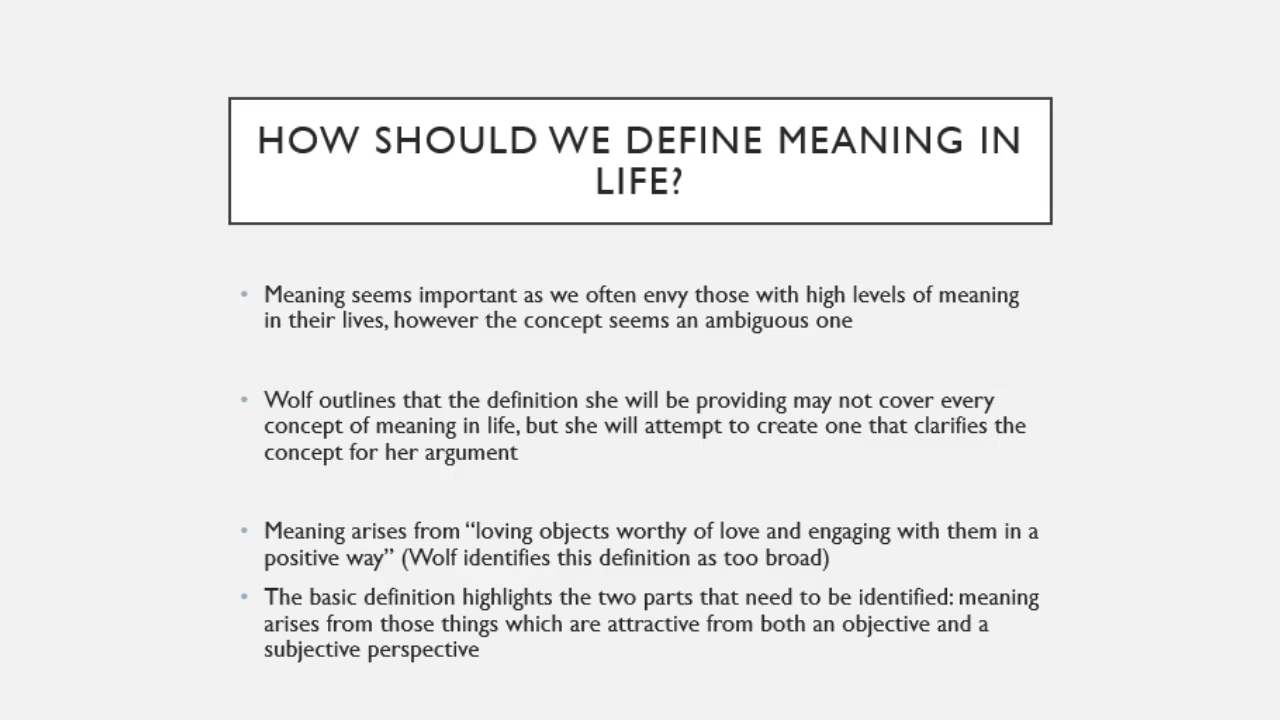 HOW SHOULD WE DEFINE MEANING IN
LIFE?
• Meaning seems important as we often envy those with high levels of meaning
in their lives, however the concept seems an ambiguous one
• Wolf outlines that the definition she will be providing may not cover every
concept of meaning in life, but she will attempt to create one that clarifies the
concept for her argument
• Meaning arises from “loving objects worthy of love and engaging with them in a
positive way” (Wolf identifies this definition as too broad)
• The basic definition highlights the two parts that need to be identified: meaning
arises from those things which are attractive from both an objective and a
subjective perspective